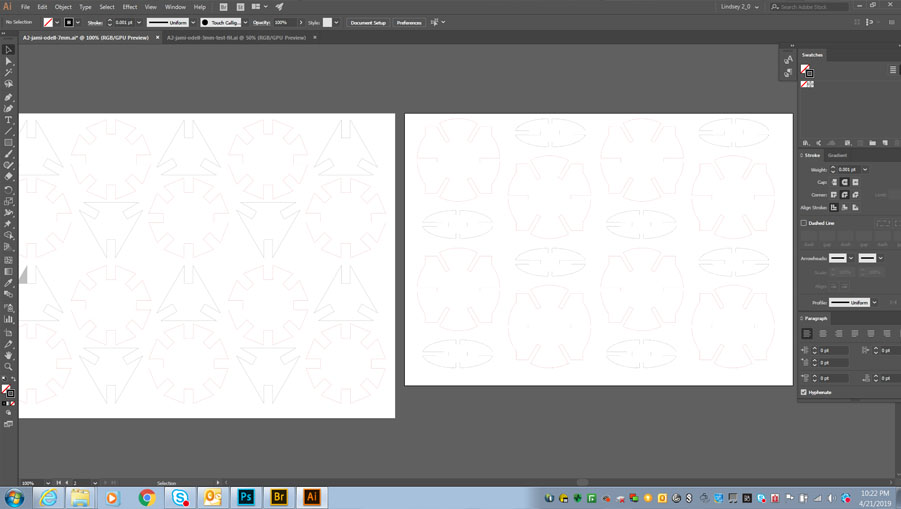 Ai File Edit Object Type Select Effect View Window Help Br St Lindsey 2_0 Search Adobe Stock
No Selection Stroke: 0.001 pt Uniform Touch Callig... Opacity: 100% Style: Document Setup Preferences
A2-jami-odell-7mm.ai* @ 100% (RGB/GPU Preview) × A2-jami-odell-3mm-test-fit.ai @ 50% (RGB/GPU Preview) ×
Swatches
Stroke Gradient
Weight: 0.001 pt
Cap:
Corner: Limit:
Align Stroke:
Dashed Line
dash gap dash gap dash gap
Arrowheads:
Scale: 100% 100%
Align:
Profile: Uniform
Paragraph
0 pt 0 pt
0 pt
0 pt 0 pt
Hyphenate
100% 2 Selection
Ps Br Ai
10:22 PM
4/21/2019